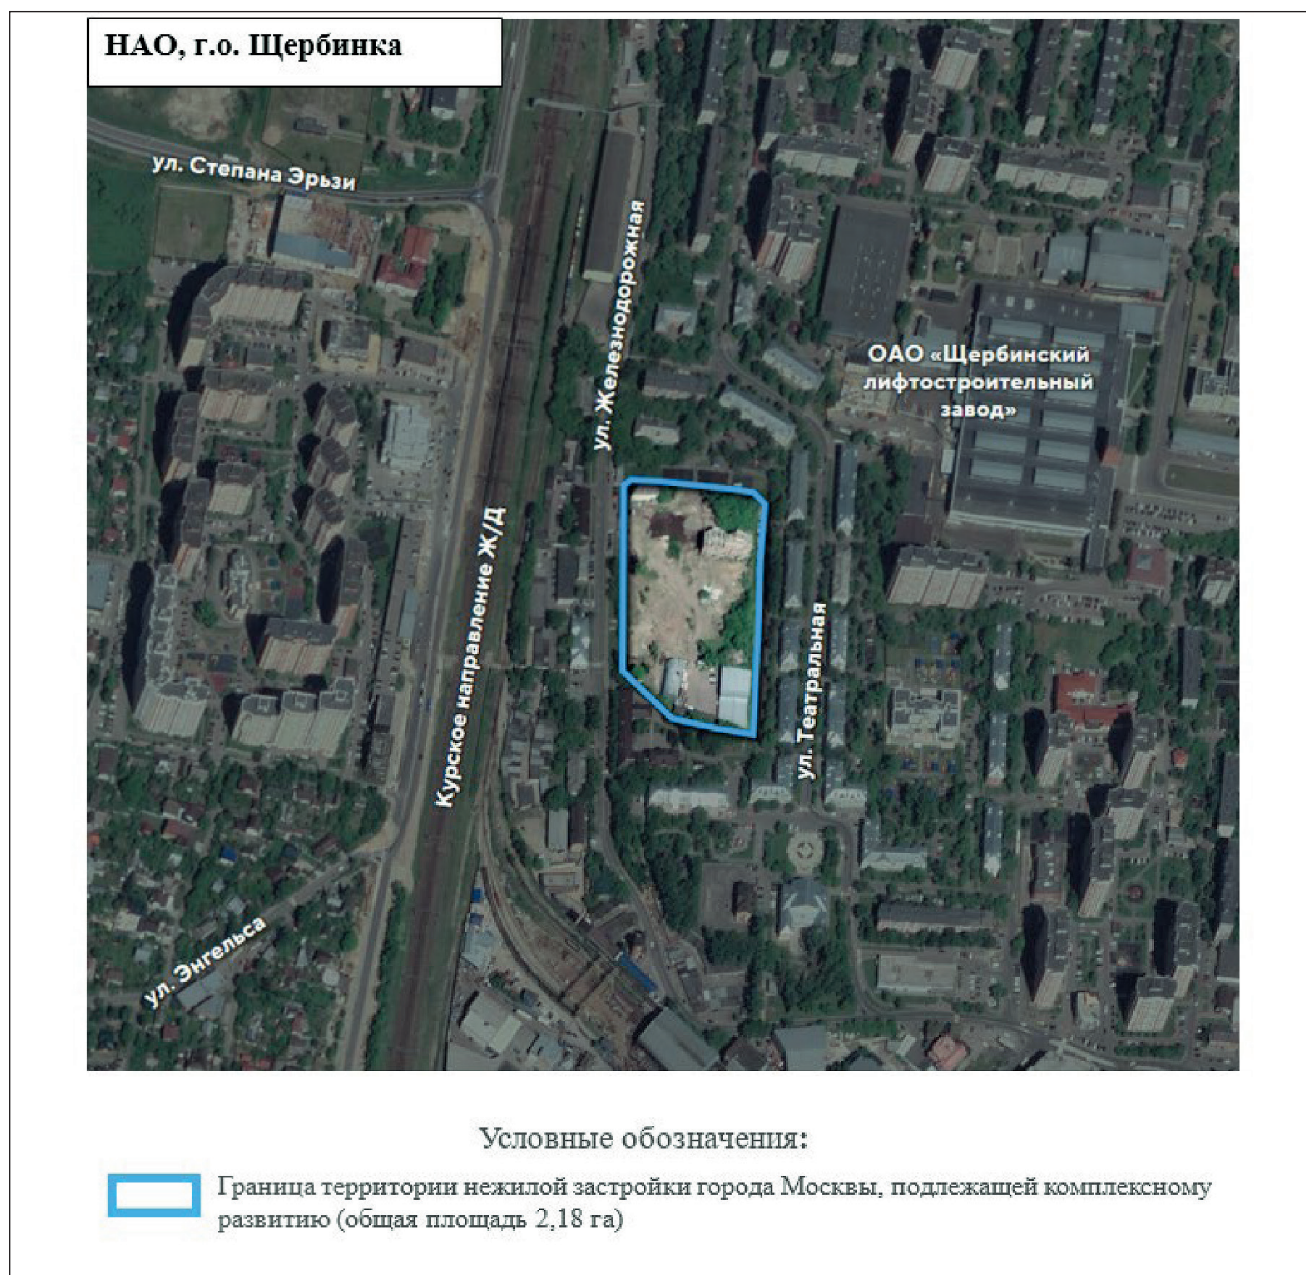 НАО, г.о. Щербинка
ул. Степана Эрьзи
ул. Железнодорожная
ОАО «Щербинский
лифтостроительный
завод»
Курское направление Ж/Д
ул. Театральная
ул. Энгельса
Условные обозначения:
Граница территории нежилой застройки города Москвы, подлежащей комплексному
развитию (общая площадь 2,18 га)